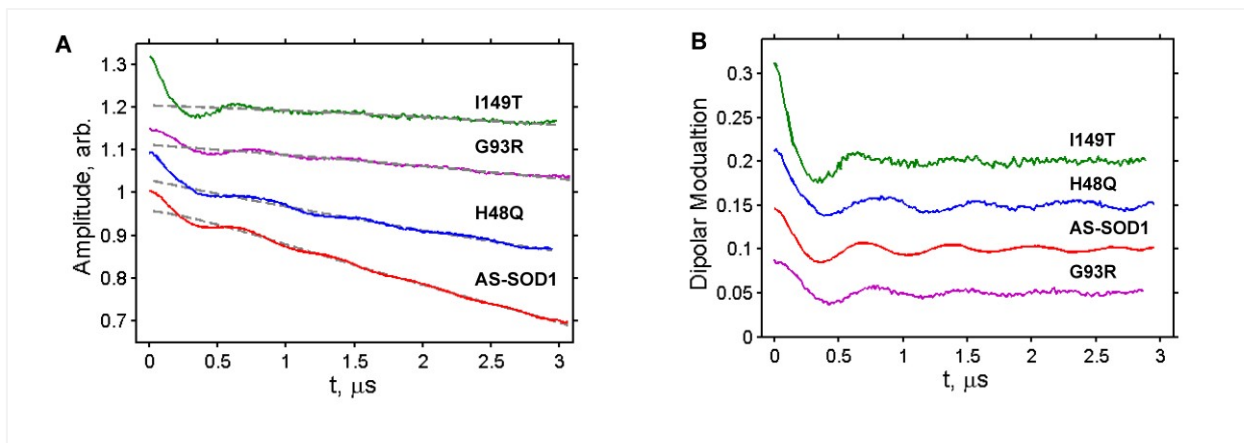 A
1.3
1.2
1.1
1
0.9
0.8
0.7
Amplitude, arb.
I149T
G93R
H48Q
AS-SOD1
0 0.5 1 1.5 2 2.5 3
t, μs
B
0.3
0.25
0.2
0.15
0.1
0.05
0
Dipolar Modualtion
I149T
H48Q
AS-SOD1
G93R
0 0.5 1 1.5 2 2.5 3
t, μs